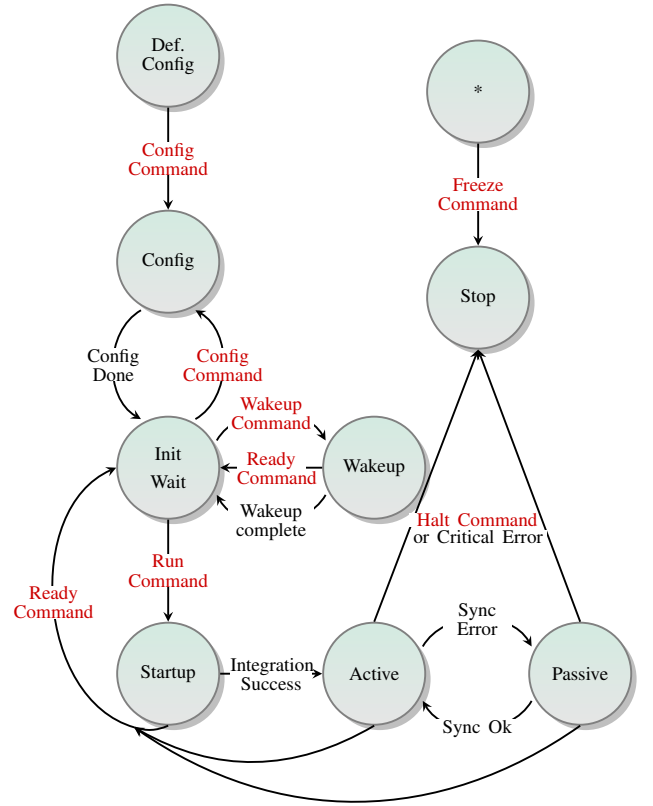 Def.
Config
*
Config
Command
Freeze
Command
Config
Stop
Config
Done
Config
Command
Wakeup
Command
Init
Wait
Ready
Command
Wakeup
Wakeup
complete
Halt Command
or Critical Error
Run
Command
Ready
Command
Sync
Error
Startup
Integration
Success
Active
Passive
Sync Ok